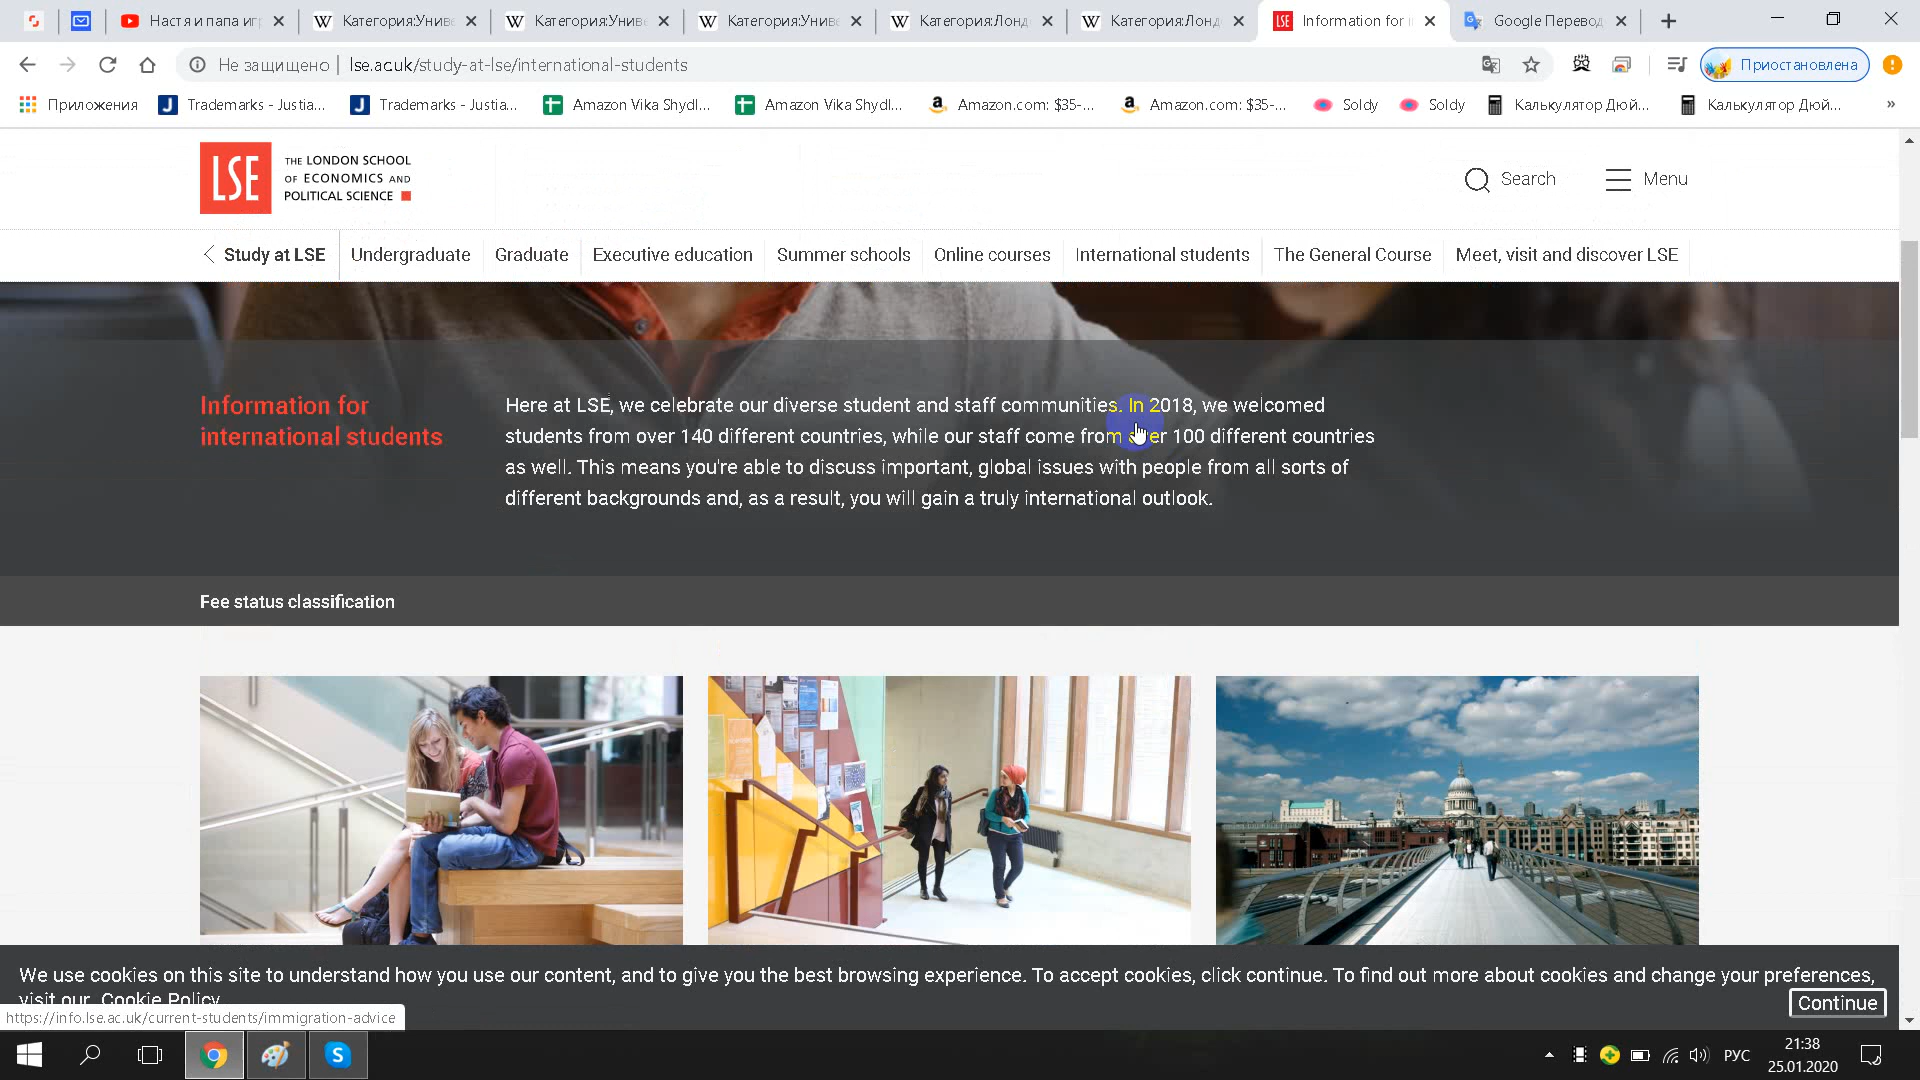 Настя и папа иг
Категория:Униве
Категория:Униве
Категория:Униве
Категория:Лонд
Категория:Лонд
Information for i
Google Перевод
Не защищено | lse.ac.uk/study-at-lse/international-students
Приостановлена
Приложения
Trademarks - Justia...
Trademarks - Justia...
Amazon Vika Shydl...
Amazon Vika Shydl...
Amazon.com: $35-...
Amazon.com: $35-...
Soldy
Soldy
Калькулятор Дюй...
Калькулятор Дюй...
LSE
THE LONDON SCHOOL
OF ECONOMICS AND
POLITICAL SCIENCE
Search
Menu
Study at LSE
Undergraduate
Graduate
Executive education
Summer schools
Online courses
International students
The General Course
Meet, visit and discover LSE
Information for
international students
Here at LSE, we celebrate our diverse student and staff communities. In 2018, we welcomed
students from over 140 different countries, while our staff come from over 100 different countries
as well. This means you're able to discuss important, global issues with people from all sorts of
different backgrounds and, as a result, you will gain a truly international outlook.
Fee status classification
We use cookies on this site to understand how you use our content, and to give you the best browsing experience. To accept cookies, click continue. To find out more about cookies and change your preferences,
visit our Cookie Policy
Continue
https://info.lse.ac.uk/current-students/immigration-advice
РУС
21:38
25.01.2020